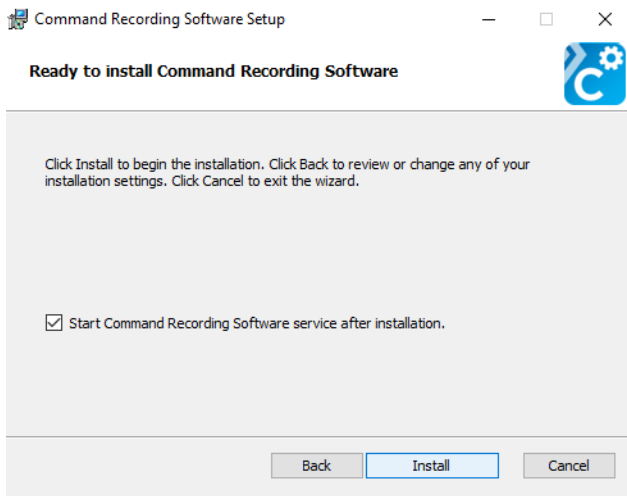 Command Recording Software Setup
Ready to install Command Recording Software
Click Install to begin the installation. Click Back to review or change any of your
installation settings. Click Cancel to exit the wizard.
Start Command Recording Software service after installation.
Back Install Cancel